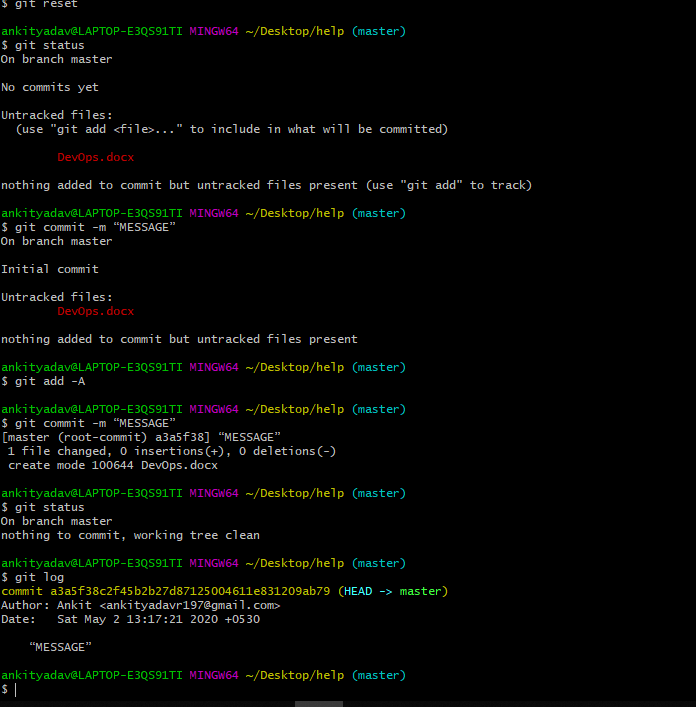 $ git reset
ankityadav@LAPTOP-E3QS91TI MINGW64 ~/Desktop/help (master)
$ git status
On branch master
No commits yet
Untracked files:
(use "git add <file>..." to include in what will be committed)
DevOps.docx
nothing added to commit but untracked files present (use "git add" to track)
ankityadav@LAPTOP-E3QS91TI MINGW64 ~/Desktop/help (master)
$ git commit -m “MESSAGE”
On branch master
Initial commit
Untracked files:
DevOps.docx
nothing added to commit but untracked files present
ankityadav@LAPTOP-E3QS91TI MINGW64 ~/Desktop/help (master)
$ git add -A
ankityadav@LAPTOP-E3QS91TI MINGW64 ~/Desktop/help (master)
$ git commit -m “MESSAGE”
[master (root-commit) a3a5f38] “MESSAGE”
1 file changed, 0 insertions(+), 0 deletions(-)
create mode 100644 DevOps.docx
ankityadav@LAPTOP-E3QS91TI MINGW64 ~/Desktop/help (master)
$ git status
On branch master
nothing to commit, working tree clean
ankityadav@LAPTOP-E3QS91TI MINGW64 ~/Desktop/help (master)
$ git log
commit a3a5f38c2f45b2b27d87125004611e831209ab79 (HEAD -> master)
Author: Ankit <ankityadavr197@gmail.com>
Date:   Sat May 2 13:17:21 2020 +0530
“MESSAGE”
ankityadav@LAPTOP-E3QS91TI MINGW64 ~/Desktop/help (master)
$